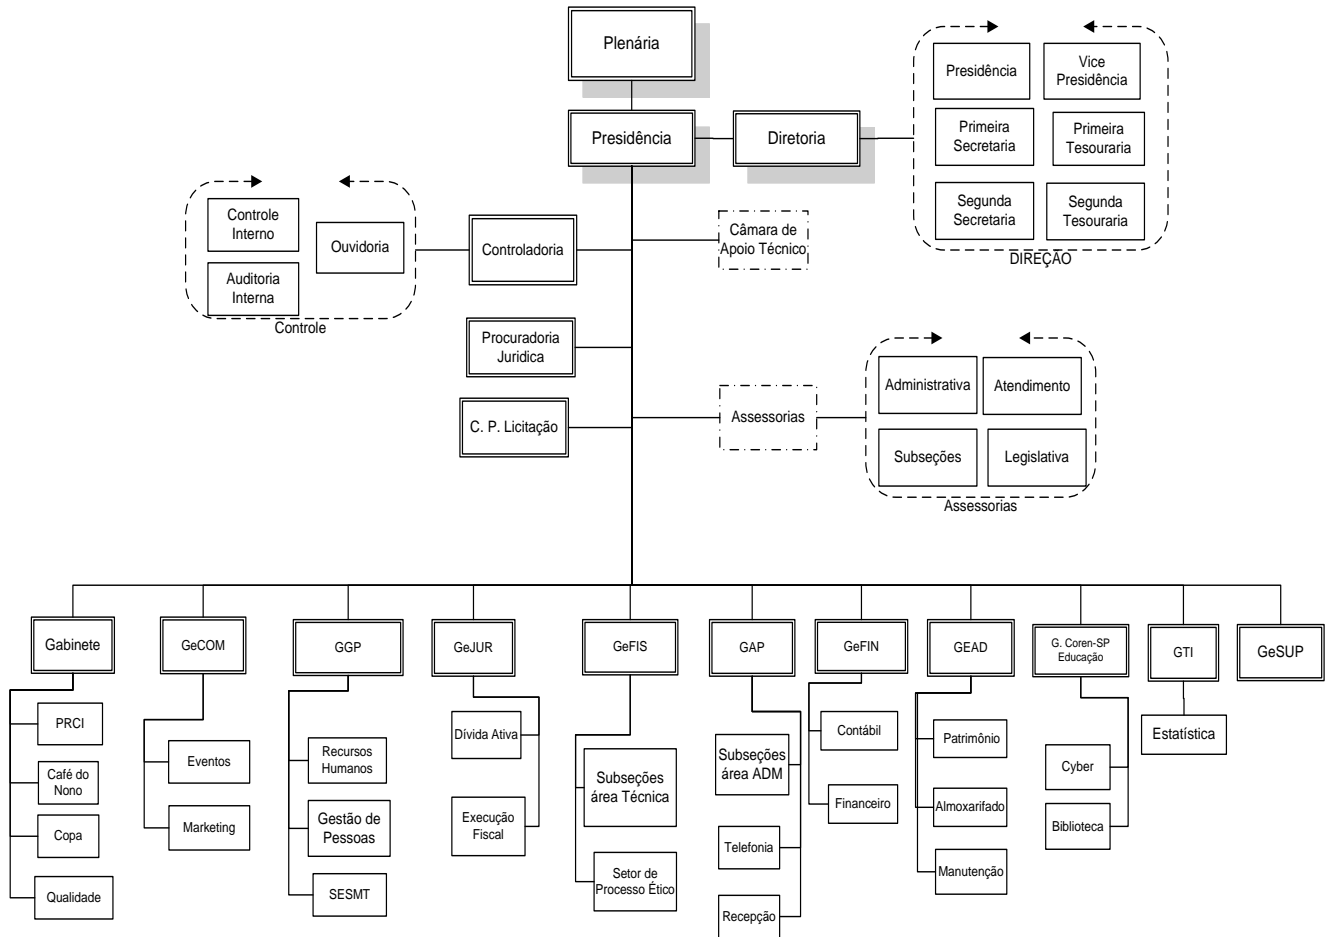 Plenária
Presidência
Diretoria
Presidência
Vice
Presidência
Primeira
Secretaria
Primeira
Tesouraria
Segunda
Secretaria
Segunda
Tesouraria
DIREÇÃO
Controle
Interno
Ouvidoria
Auditoria
Interna
Controle
Controladoria
Câmara de
Apoio Técnico
Procuradoria
Juridica
C. P. Licitação
Assessorias
Administrativa
Atendimento
Subseções
Legislativa
Assessorias
Gabinete
GeCOM
GGP
GeJUR
GeFIS
GAP
GeFIN
GEAD
G. Coren-SP
Educação
GTI
GeSUP
PRCI
Café do
Nono
Copa
Qualidade
Eventos
Marketing
Recursos
Humanos
Gestão de
Pessoas
SESMT
Dívida Ativa
Execução
Fiscal
Subseções
área Técnica
Setor de
Processo Ético
Subseções
área ADM
Telefonia
Recepção
Contábil
Financeiro
Patrimônio
Almoxarifado
Manutenção
Cyber
Biblioteca
Estatística